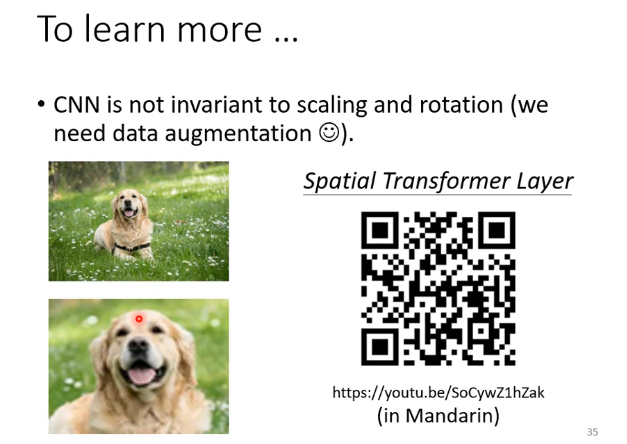 To learn more …
• CNN is not invariant to scaling and rotation (we
need data augmentation ☺).
Spatial Transformer Layer
https://youtu.be/SoCywZ1hZak
(in Mandarin)
35